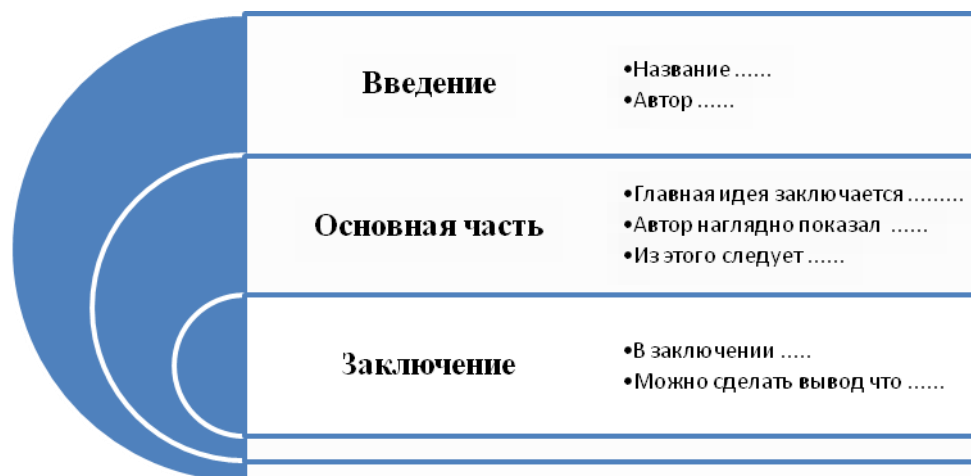 Введение
•Название ......
•Автор ......
Основная часть
•Главная идея заключается .........
•Автор наглядно показал ......
•Из этого следует ......
Заключение
•В заключении .....
•Можно сделать вывод что ......